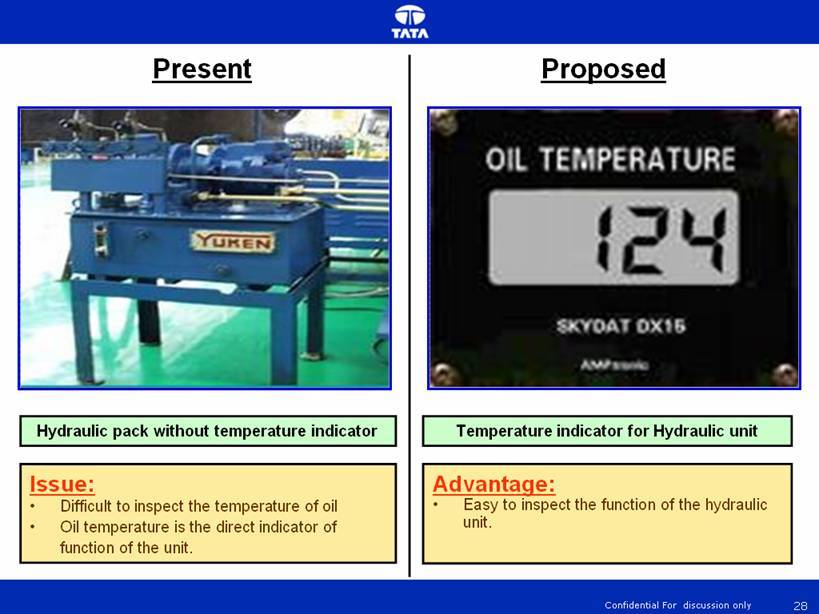 TATA
Present
Proposed
YUKEN
OIL TEMPERATURE
124
SKYDAT DX15
Hydraulic pack without temperature indicator
Temperature indicator for Hydraulic unit
Issue:
• Difficult to inspect the temperature of oil
• Oil temperature is the direct indicator of
function of the unit.
Advantage:
• Easy to inspect the function of the hydraulic
unit.
Confidential For discussion only
28